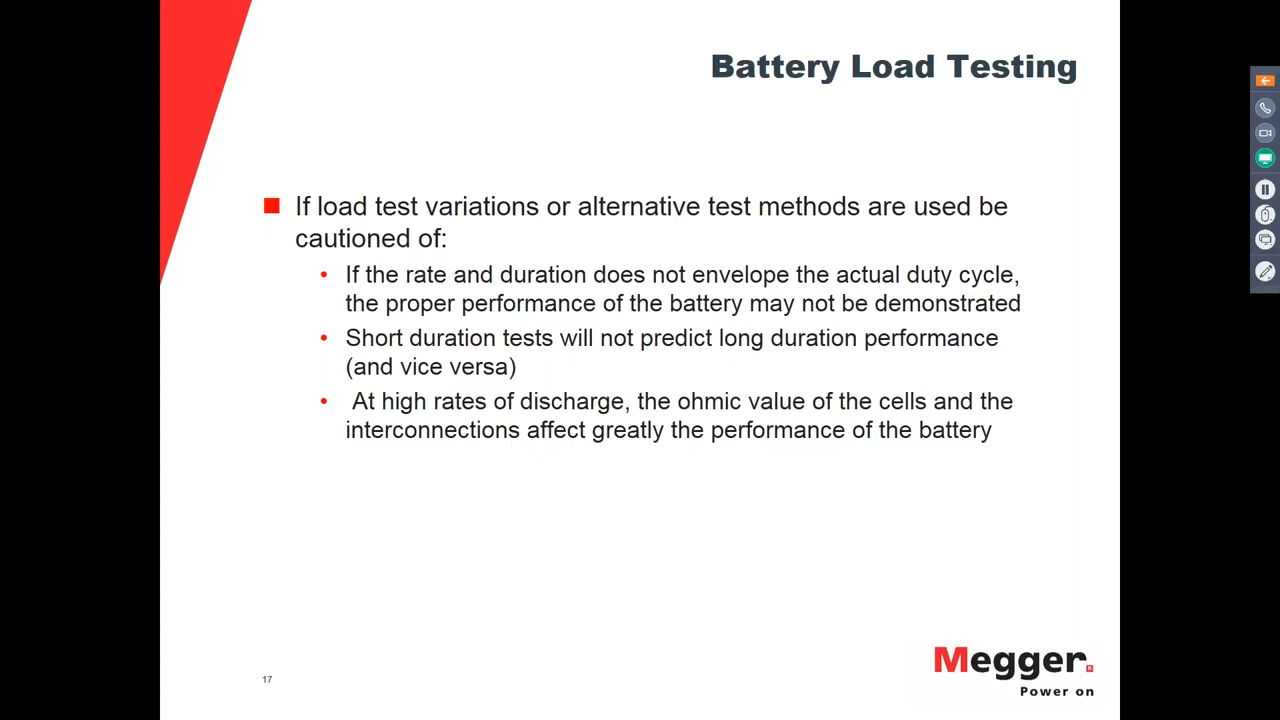 Battery Load Testing
If load test variations or alternative test methods are used be
cautioned of:
• If the rate and duration does not envelope the actual duty cycle,
the proper performance of the battery may not be demonstrated
• Short duration tests will not predict long duration performance
(and vice versa)
• At high rates of discharge, the ohmic value of the cells and the
interconnections affect greatly the performance of the battery
Megger.
Power on
17